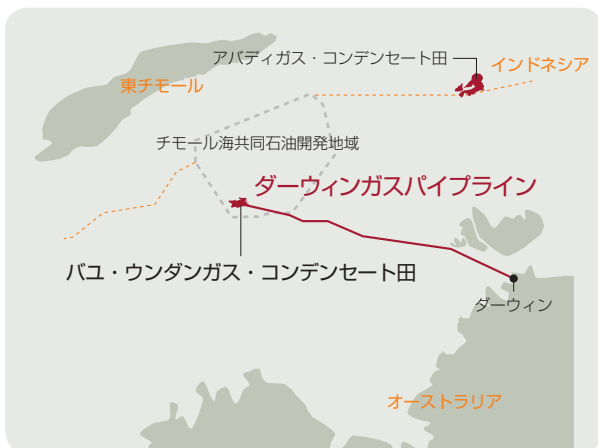 アバディガス・コンデンセート田
インドネシア
東チモール
チモール海共同石油開発地域
ダーウィンガスパイプライン
バユ・ウンダンガス・コンデンセート田
ダーウィン
オーストラリア